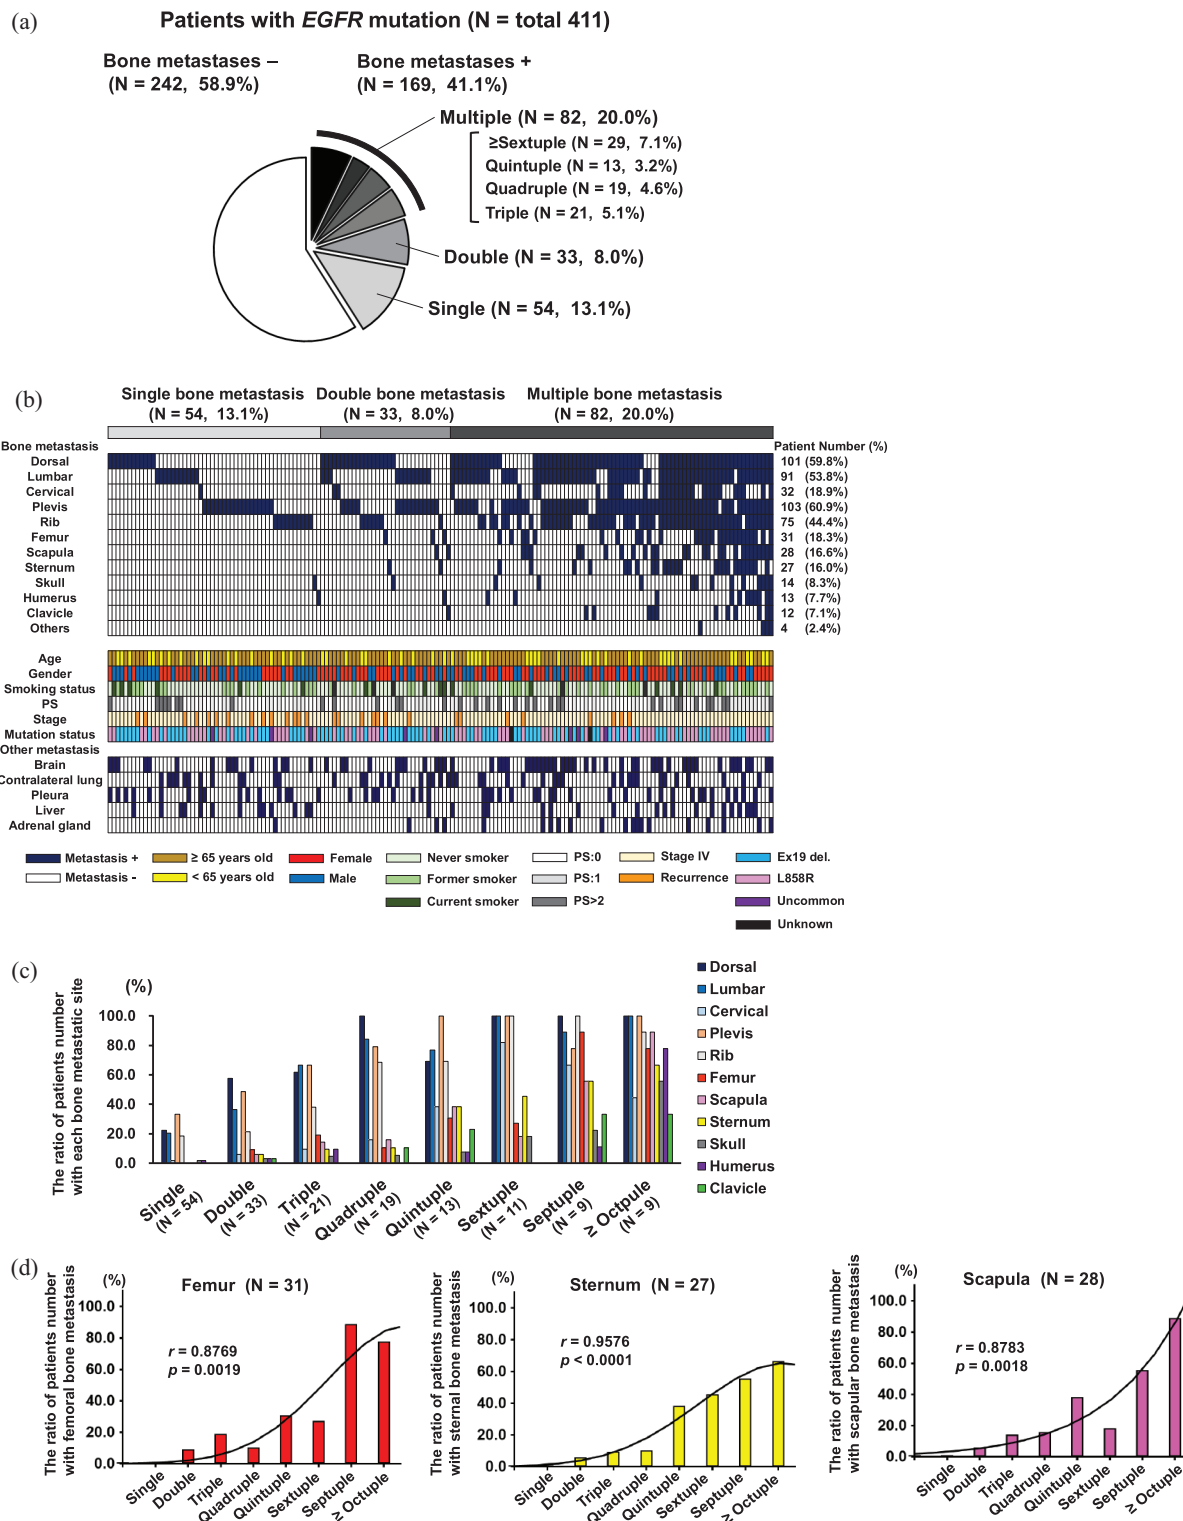 (a)
Patients with EGFR mutation (N = total 411)
Bone metastases –
(N = 242, 58.9%)
Bone metastases +
(N = 169, 41.1%)
Multiple (N = 82, 20.0%)
≥Sextuple (N = 29, 7.1%)
Quintuple (N = 13, 3.2%)
Quadruple (N = 19, 4.6%)
Triple (N = 21, 5.1%)
Double (N = 33, 8.0%)
Single (N = 54, 13.1%)
(b)
Single bone metastasis
(N = 54, 13.1%)
Double bone metastasis
(N = 33, 8.0%)
Multiple bone metastasis
(N = 82, 20.0%)
Bone metastasis
Patient Number (%)
Dorsal 101 (59.8%)
Lumbar 91 (53.8%)
Cervical 32 (18.9%)
Plevis 103 (60.9%)
Rib 75 (44.4%)
Femur 31 (18.3%)
Scapula 28 (16.6%)
Sternum 27 (16.0%)
Skull 14 (8.3%)
Humerus 13 (7.7%)
Clavicle 12 (7.1%)
Others 4 (2.4%)
Age
Gender
Smoking status
PS
Stage
Mutation status
Other metastasis
Brain
Contralateral lung
Pleura
Liver
Adrenal gland
Metastasis + ≥ 65 years old Female Never smoker PS:0 Stage IV Ex19 del.
Metastasis - < 65 years old Male Former smoker PS:1 Recurrence L858R
Current smoker PS>2 Uncommon
Unknown
(c)
The ratio of patients number
with each bone metastatic site
(%)
100.0
80.0
60.0
40.0
20.0
0.0
Single
(N = 54)
Double
(N = 33)
Triple
(N = 21)
Quadruple
(N = 19)
Quintuple
(N = 13)
Sextuple
(N = 11)
Septuple
(N = 9)
≥ Octpule
(N = 9)
Dorsal
Lumbar
Cervical
Plevis
Rib
Femur
Scapula
Sternum
Skull
Humerus
Clavicle
(d)
The ratio of patients number
with femoral bone metastasis
(%)
Femur (N = 31)
r = 0.8769
p = 0.0019
100.0
80.0
60.0
40.0
20.0
0.0
Single
Double
Triple
Quadruple
Quintuple
Sextuple
Septuple
≥ Octuple
The ratio of patients number
with sternal bone metastasis
(%)
Sternum (N = 27)
r = 0.9576
p < 0.0001
100.0
80.0
60.0
40.0
20.0
0.0
Single
Double
Triple
Quadruple
Quintuple
Sextuple
Septuple
≥ Octuple
The ratio of patients number
with scapular bone metastasis
(%)
Scapula (N = 28)
r = 0.8783
p = 0.0018
100.0
80.0
60.0
40.0
20.0
0.0
Single
Double
Triple
Quadruple
Quintuple
Sextuple
Septuple
≥ Octuple